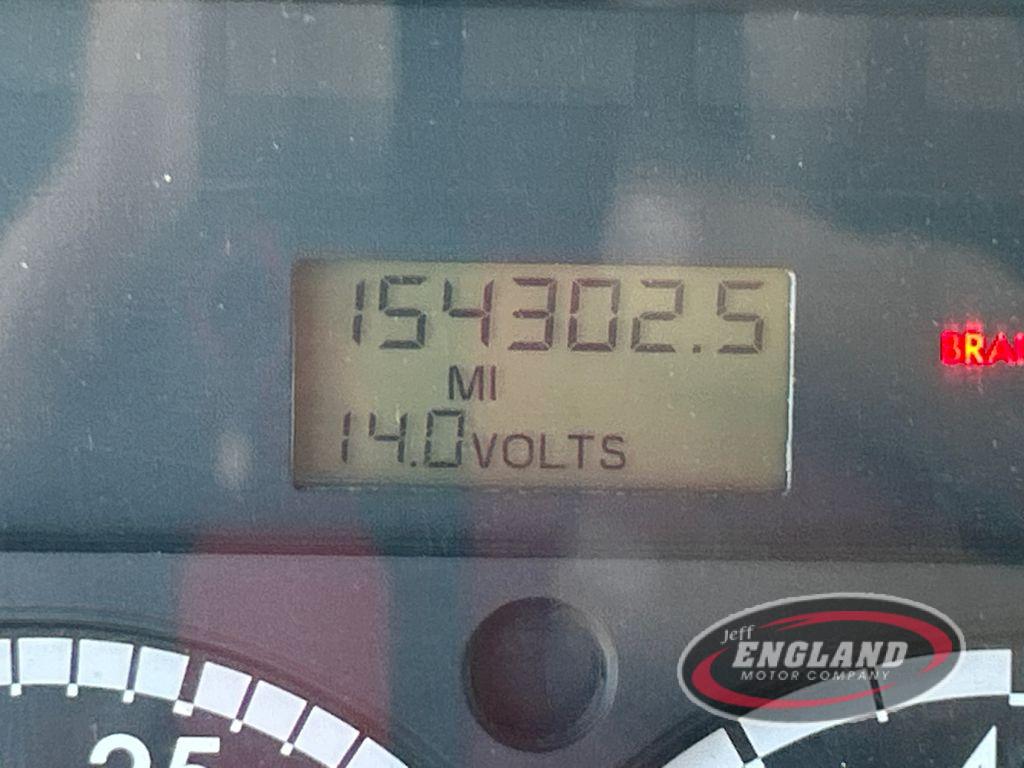 154302.5
MI
14.0 VOLTS
Jeff
ENGLAND
MOTOR COMPANY